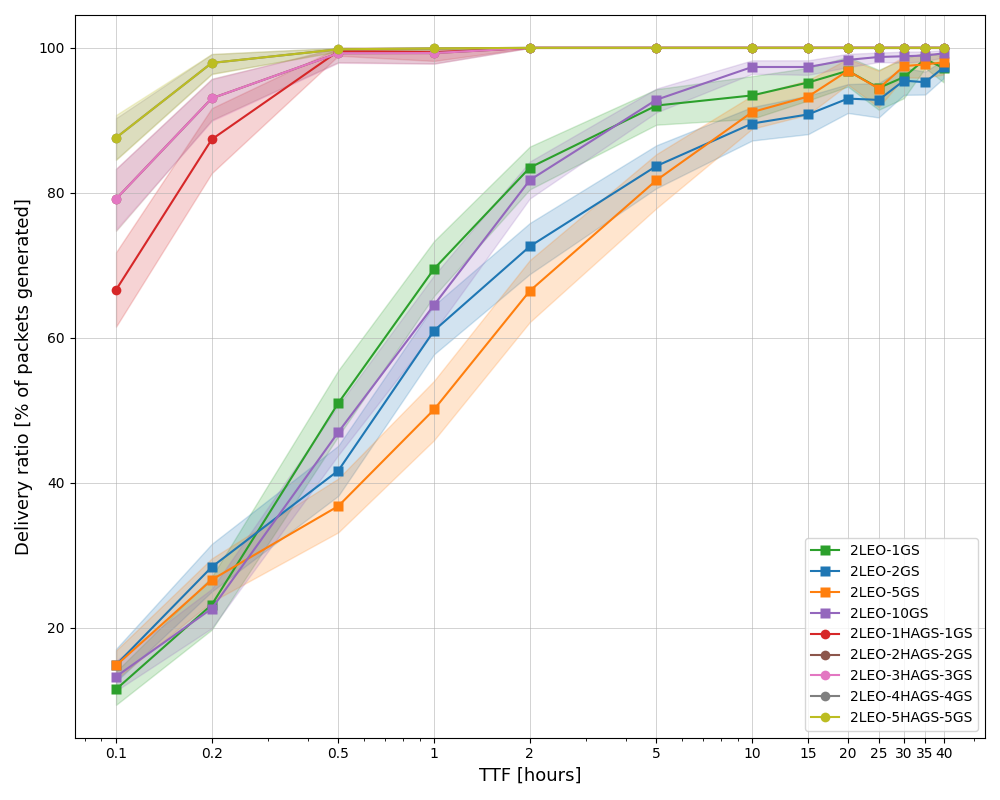 Delivery ratio [% of packets generated]
100
80
60
40
20
2LEO-1GS
2LEO-2GS
2LEO-5GS
2LEO-10GS
2LEO-1HAGS-1GS
2LEO-2HAGS-2GS
2LEO-3HAGS-3GS
2LEO-4HAGS-4GS
2LEO-5HAGS-5GS
0.1 0.2 0.5 1 2 5 10 15 20 25 30 35 40
TTF [hours]